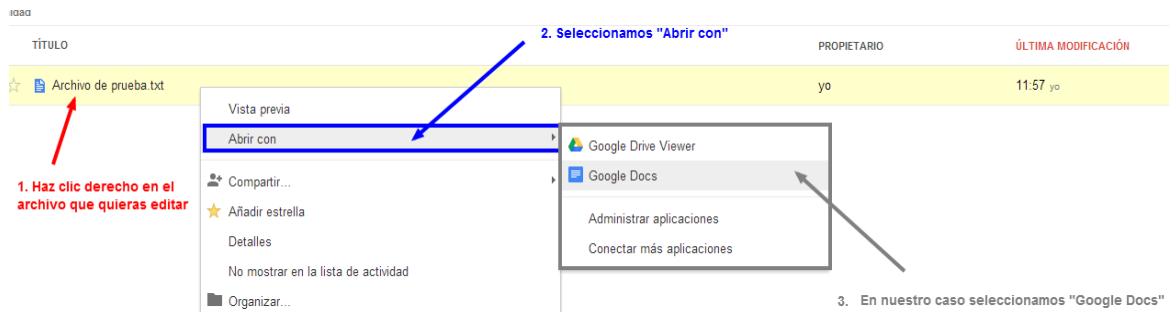 2. Seleccionamos "Abrir con"
TÍTULO PROPIETARIO ÚLTIMA MODIFICACIÓN
Archivo de prueba.txt yo 11:57 yo
Vista previa
Abrir con
Google Drive Viewer
Google Docs
1. Haz clic derecho en el
archivo que quieras editar
Compartir...
Añadir estrella
Detalles
No mostrar en la lista de actividad
Organizar...
Administrar aplicaciones
Conectar más aplicaciones
3. En nuestro caso seleccionamos "Google Docs"